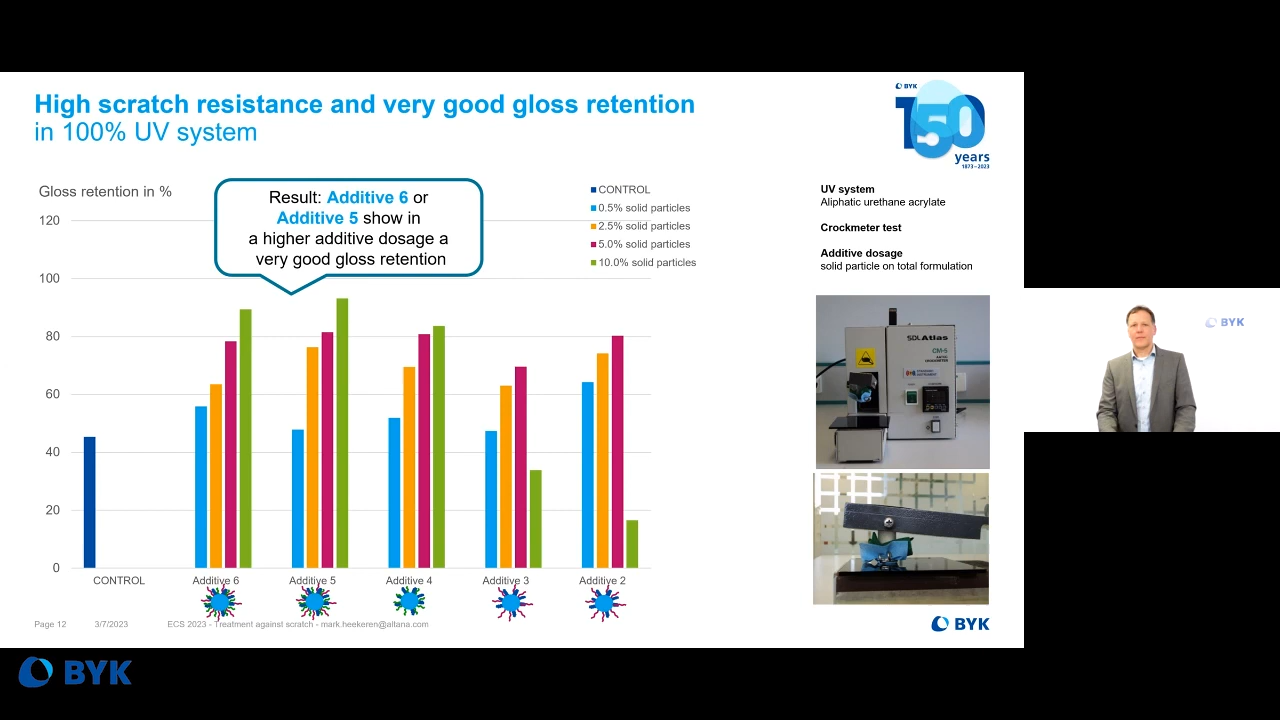 High scratch resistance and very good gloss retention
in 100% UV system
BYK
150
years
1873–2023
Gloss retention in %
Result: Additive 6 or
Additive 5 show in
a higher additive dosage a
very good gloss retention
CONTROL
0.5% solid particles
2.5% solid particles
5.0% solid particles
10.0% solid particles
120
100
80
60
40
20
0
CONTROL
Additive 6
Additive 5
Additive 4
Additive 3
Additive 2
UV system
Aliphatic urethane acrylate
Crockmeter test
Additive dosage
solid particle on total formulation
SDL Atlas
CM-5
BYK
Page 12
3/7/2023
ECS 2023 - Treatment against scratch - mark.heekeren@altana.com
BYK
BYK